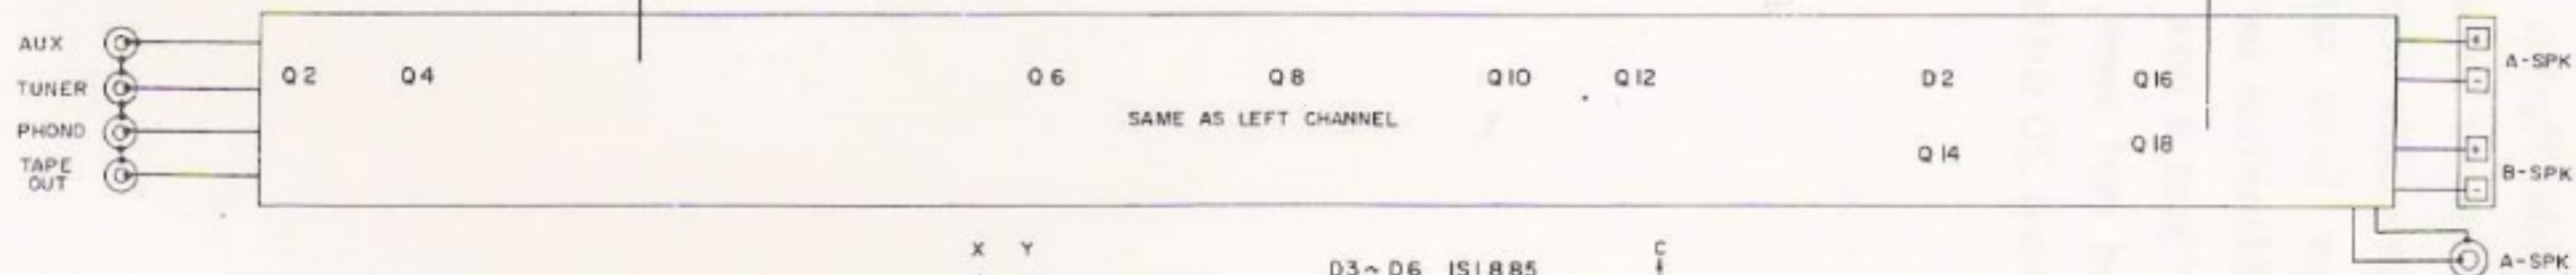 AUX
TUNER
PHONO
TAPE
OUT
Q2 Q4 Q6 Q8 Q10 Q12 D2 Q16
SAME AS LEFT CHANNEL
Q14 Q18
+
-
A-SPK
+
-
B-SPK
X Y
C
D3~D6 1S1885
A-SPK